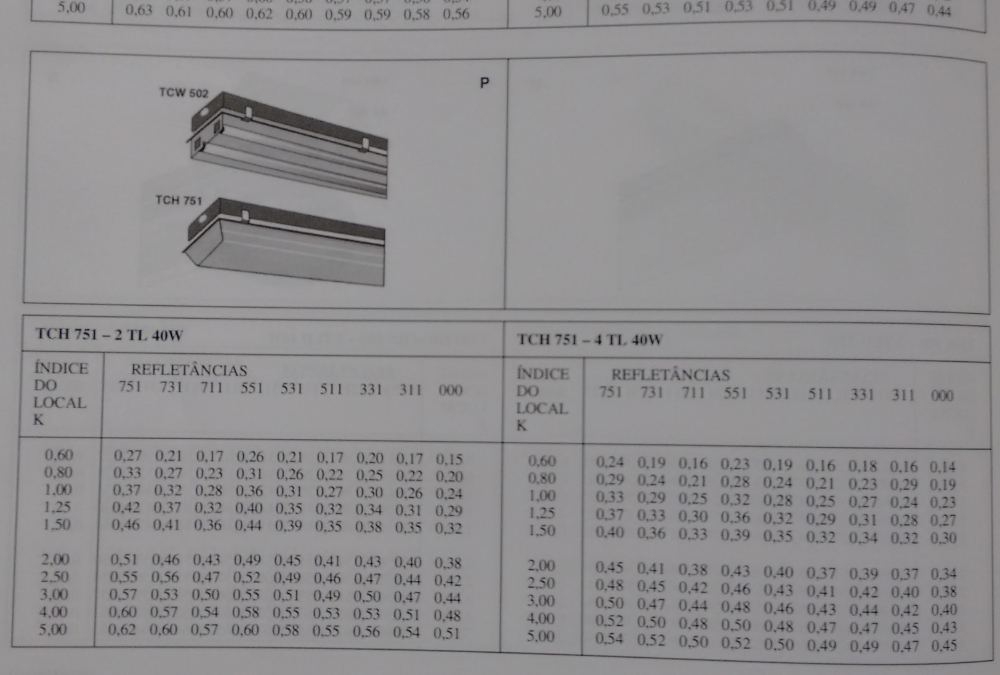 5,00 0,63 0,61 0,60 0,62 0,60 0,59 0,59 0,58 0,56
5,00 0,55 0,53 0,51 0,53 0,51 0,49 0,49 0,47 0,44
P
TCW 502
TCH 751
TCH 751 – 2 TL 40W
ÍNDICE REFLETÂNCIAS
DO 751 731 711 551 531 511 331 311 000
LOCAL
K
0,60 0,27 0,21 0,17 0,26 0,21 0,17 0,20 0,17 0,15
0,80 0,33 0,27 0,23 0,31 0,26 0,22 0,25 0,22 0,20
1,00 0,37 0,32 0,28 0,36 0,31 0,27 0,30 0,26 0,24
1,25 0,42 0,37 0,32 0,40 0,35 0,32 0,34 0,31 0,29
1,50 0,46 0,41 0,36 0,44 0,39 0,35 0,38 0,35 0,32
2,00 0,51 0,46 0,43 0,49 0,45 0,41 0,43 0,40 0,38
2,50 0,55 0,56 0,47 0,52 0,49 0,46 0,47 0,44 0,42
3,00 0,57 0,53 0,50 0,55 0,51 0,49 0,50 0,47 0,44
4,00 0,60 0,57 0,54 0,58 0,55 0,53 0,53 0,51 0,48
5,00 0,62 0,60 0,57 0,60 0,58 0,55 0,56 0,54 0,51
TCH 751 – 4 TL 40W
ÍNDICE REFLETÂNCIAS
DO 751 731 711 551 531 511 331 311 000
LOCAL
K
0,60 0,24 0,19 0,16 0,23 0,19 0,16 0,18 0,16 0,14
0,80 0,29 0,24 0,21 0,28 0,24 0,21 0,23 0,29 0,19
1,00 0,33 0,29 0,25 0,32 0,28 0,25 0,27 0,24 0,23
1,25 0,37 0,33 0,30 0,36 0,32 0,29 0,31 0,28 0,27
1,50 0,40 0,36 0,33 0,39 0,35 0,32 0,34 0,32 0,30
2,00 0,45 0,41 0,38 0,43 0,40 0,37 0,39 0,37 0,34
2,50 0,48 0,45 0,42 0,46 0,43 0,41 0,42 0,40 0,38
3,00 0,50 0,47 0,44 0,48 0,46 0,43 0,44 0,42 0,40
4,00 0,52 0,50 0,48 0,50 0,48 0,47 0,47 0,45 0,43
5,00 0,54 0,52 0,50 0,52 0,50 0,49 0,49 0,47 0,45